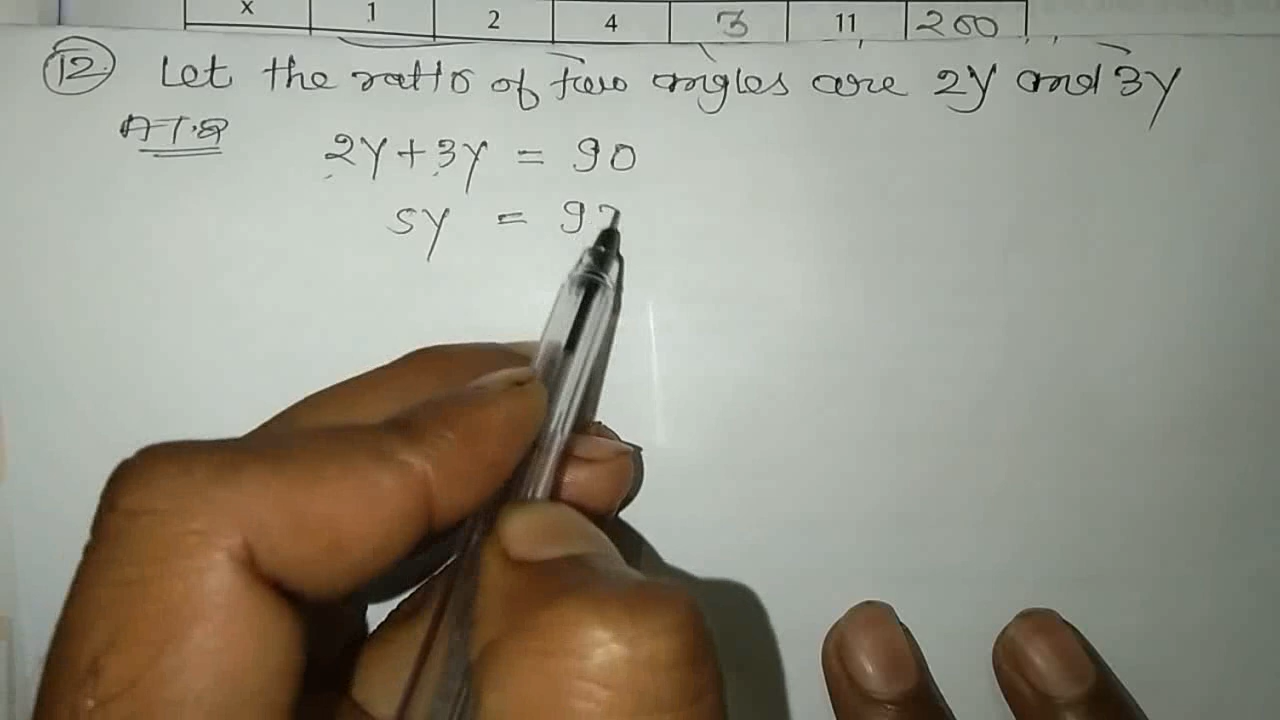 x 1 2 4 3 11 200
12. Let the ratio of two angles are 2y and 3y
A.T.Q
2y + 3y = 90
5y = 9